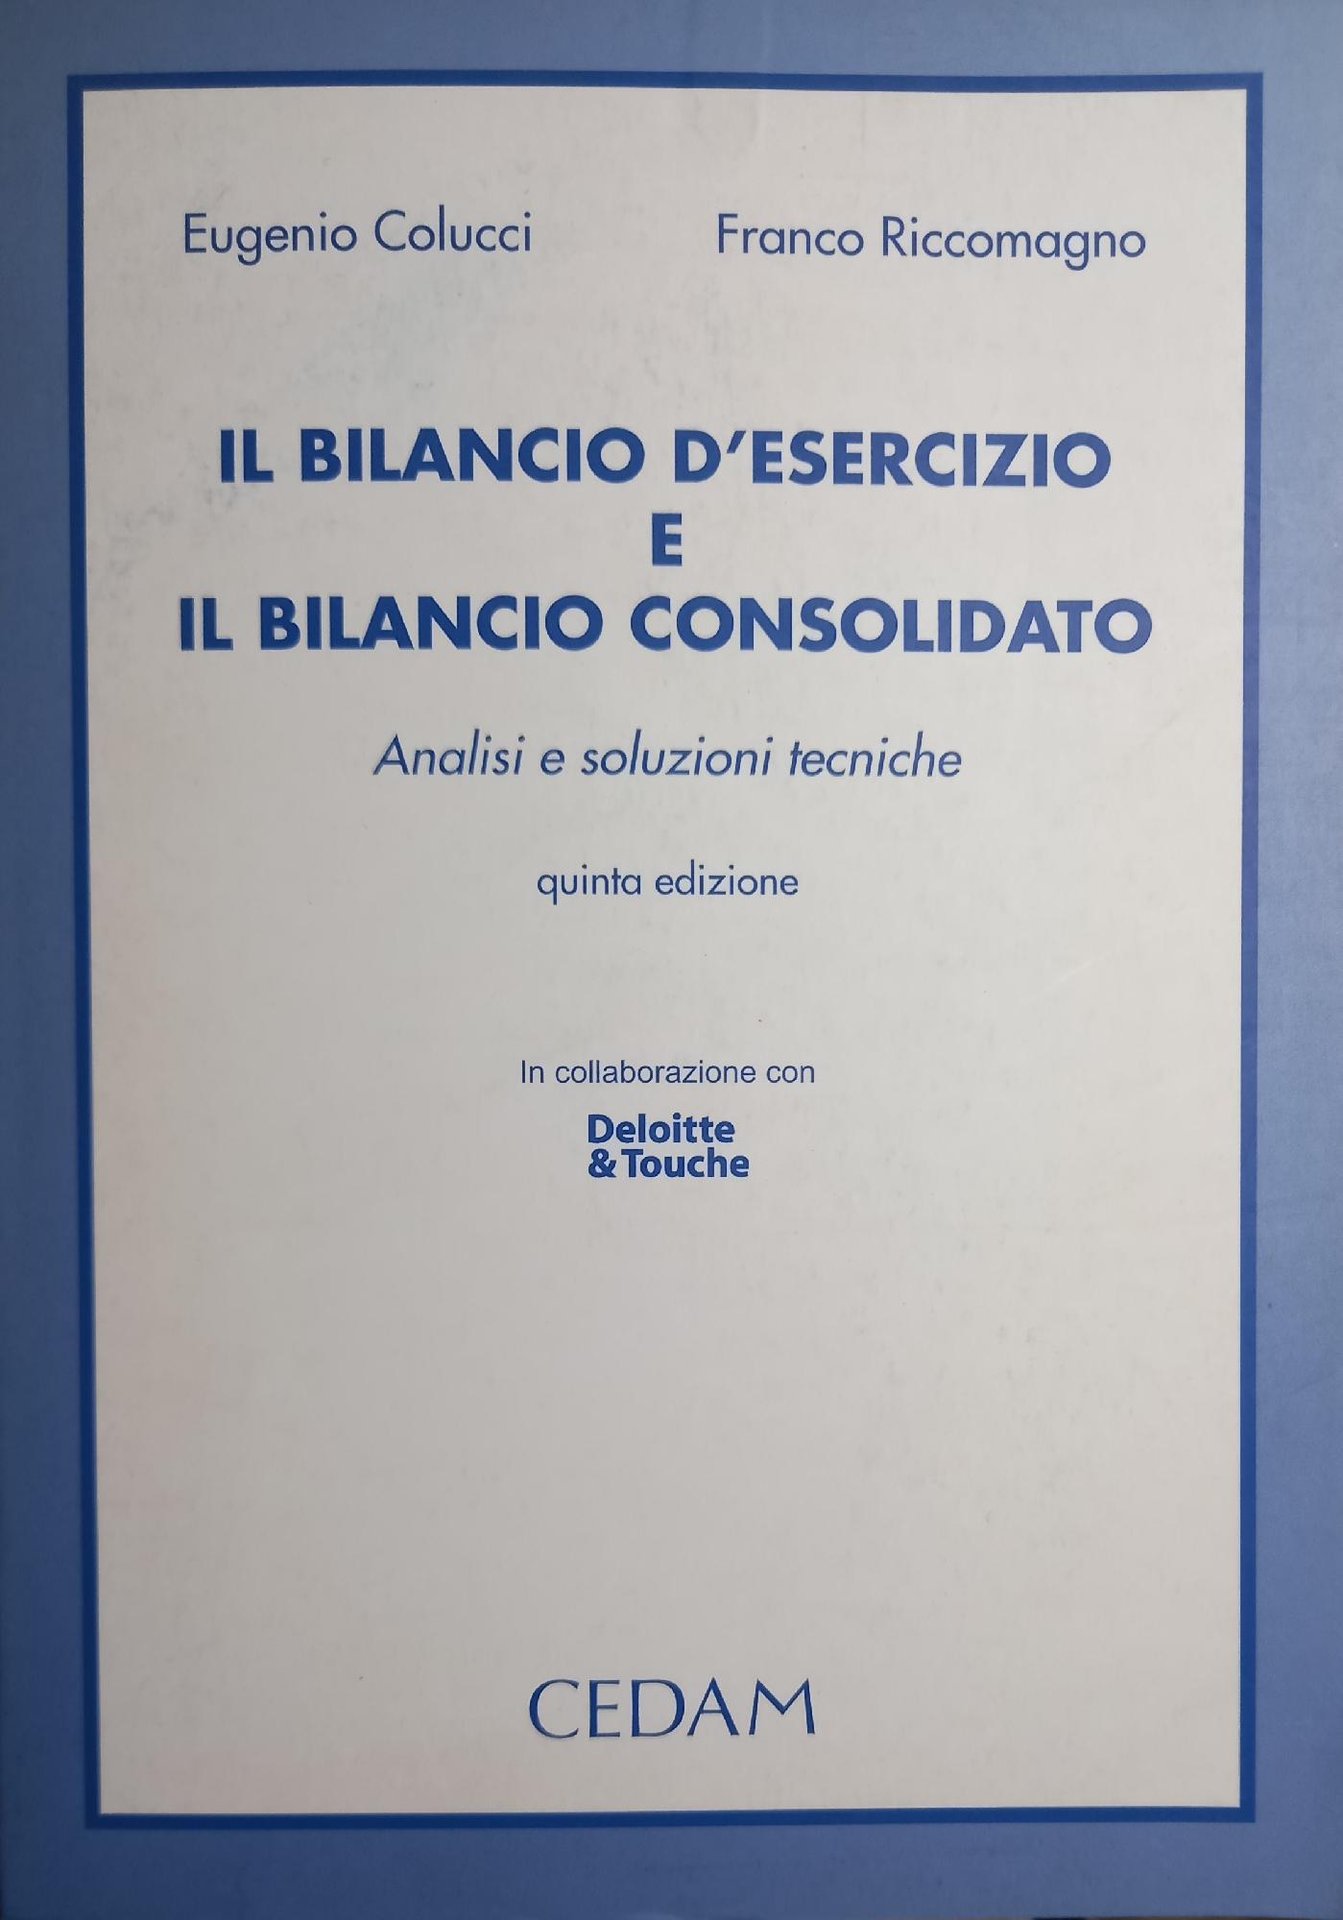 Eugenio Colucci Franco Riccomagno
IL BILANCIO D'ESERCIZIO
E
IL BILANCIO CONSOLIDATO
Analisi e soluzioni tecniche
quinta edizione
In collaborazione con
Deloitte
& Touche
CEDAM